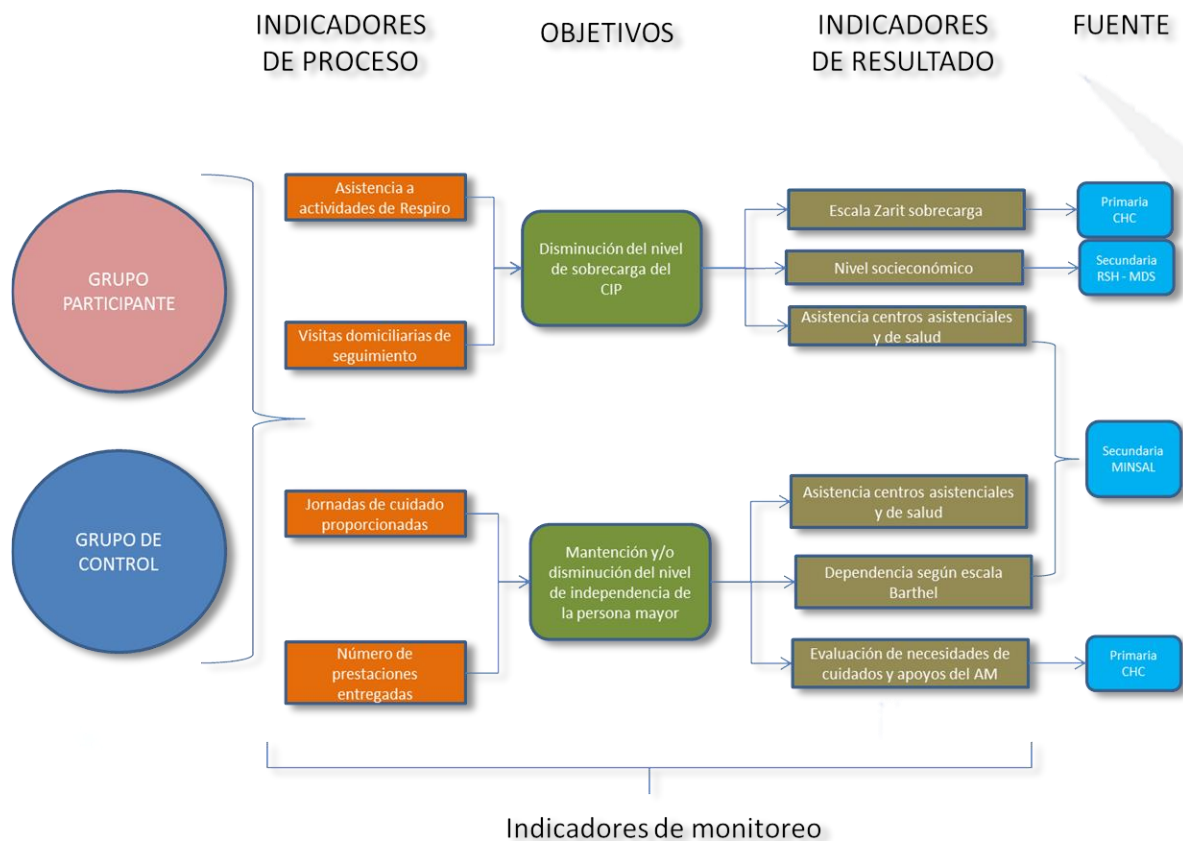 INDICADORES
DE PROCESO
OBJETIVOS
INDICADORES
DE RESULTADO
FUENTE
GRUPO
PARTICIPANTE
GRUPO DE
CONTROL
Asistencia a
actividades de Respiro
Visitas domiciliarias de
seguimiento
Jornadas de cuidado
proporcionadas
Número de
prestaciones
entregadas
Disminución del nivel
de sobrecarga del
CIP
Mantención y/o
disminución del nivel
de independencia de
la persona mayor
Escala Zarit sobrecarga
Nivel socieconómico
Asistencia centros asistenciales
y de salud
Asistencia centros asistenciales
y de salud
Dependencia según escala
Barthel
Evaluación de necesidades de
cuidados y apoyos del AM
Primaria
CHC
Secundaria
RSH - MDS
Secundaria
MINSAL
Primaria
CHC
Indicadores de monitoreo